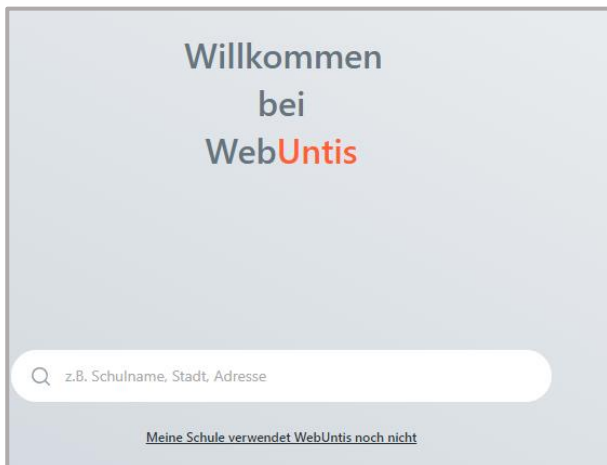 Willkommen
bei
WebUntis
z.B. Schulname, Stadt, Adresse
Meine Schule verwendet WebUntis noch nicht